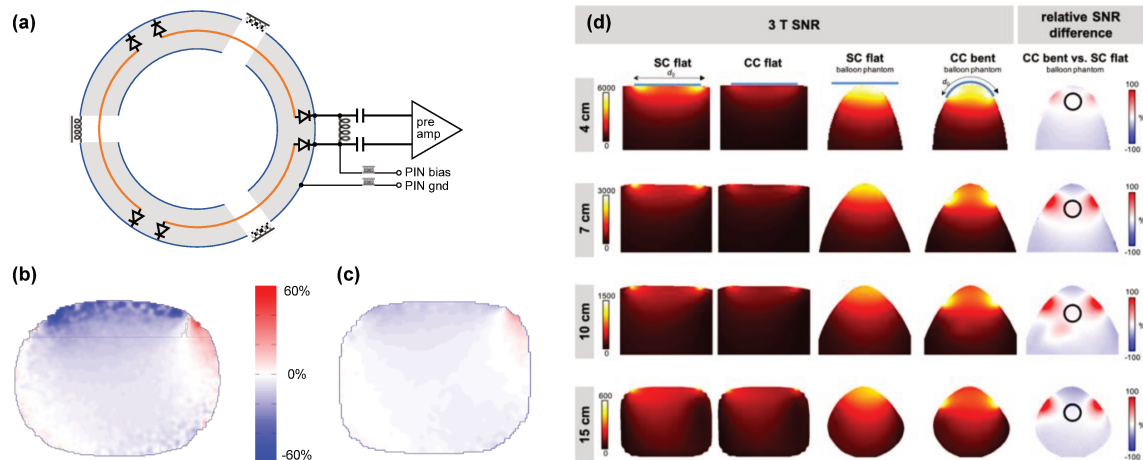 (a)
pre
amp
PIN bias
PIN gnd
(b)
60%
0%
-60%
(c)
(d)
3 T SNR
relative SNR
difference
SC flat
d0
CC flat
SC flat
balloon phantom
CC bent
balloon phantom
CC bent vs. SC flat
balloon phantom
4 cm
6000
0
100
%
-100
7 cm
3000
0
100
%
-100
10 cm
1500
0
100
%
-100
15 cm
600
0
100
%
-100